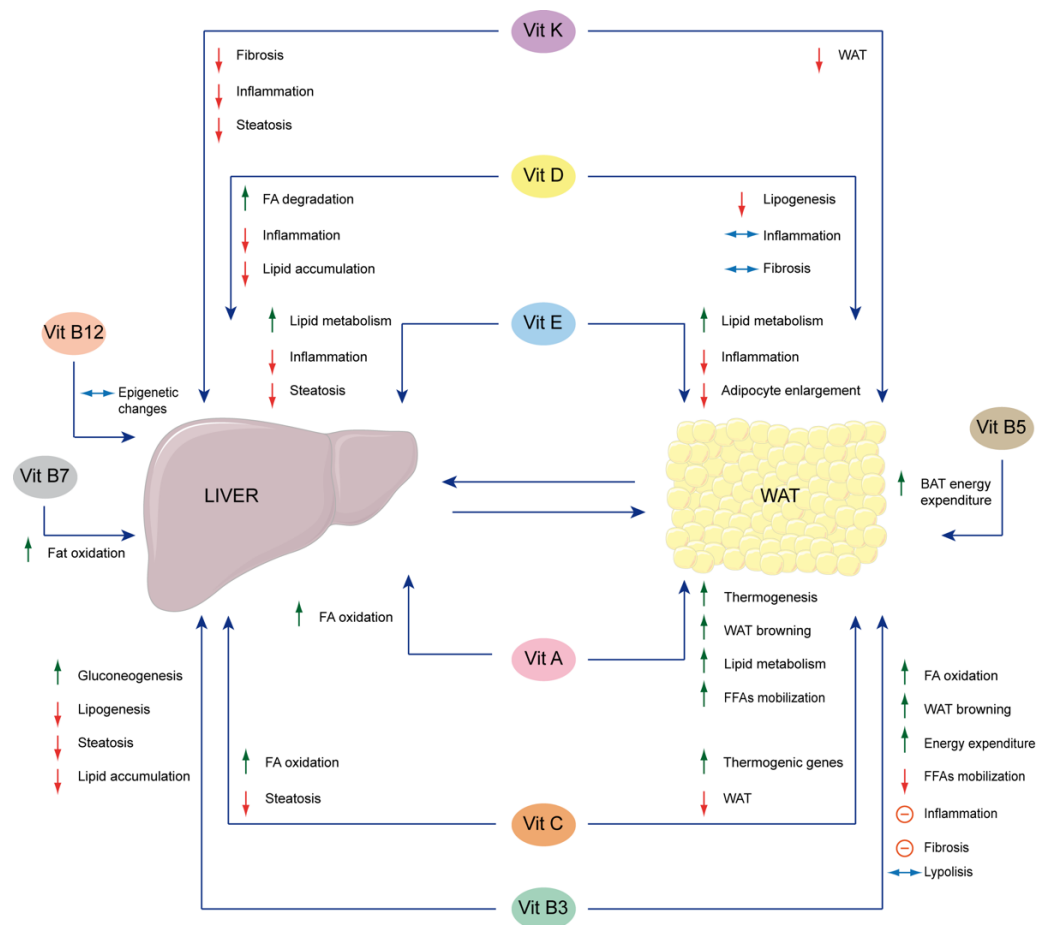 Vit K
Fibrosis
Inflammation
Steatosis
WAT
Vit D
FA degradation
Inflammation
Lipid accumulation
Lipogenesis
Inflammation
Fibrosis
Vit E
Lipid metabolism
Inflammation
Steatosis
Lipid metabolism
Inflammation
Adipocyte enlargement
Vit B12
Epigenetic
changes
Vit B7
Fat oxidation
LIVER
WAT
Vit B5
BAT energy
expenditure
Vit A
FA oxidation
Thermogenesis
WAT browning
Lipid metabolism
FFAs mobilization
Gluconeogenesis
Lipogenesis
Steatosis
Lipid accumulation
FA oxidation
Steatosis
Vit C
Thermogenic genes
WAT
FA oxidation
WAT browning
Energy expenditure
FFAs mobilization
Inflammation
Fibrosis
Lypolisis
Vit B3